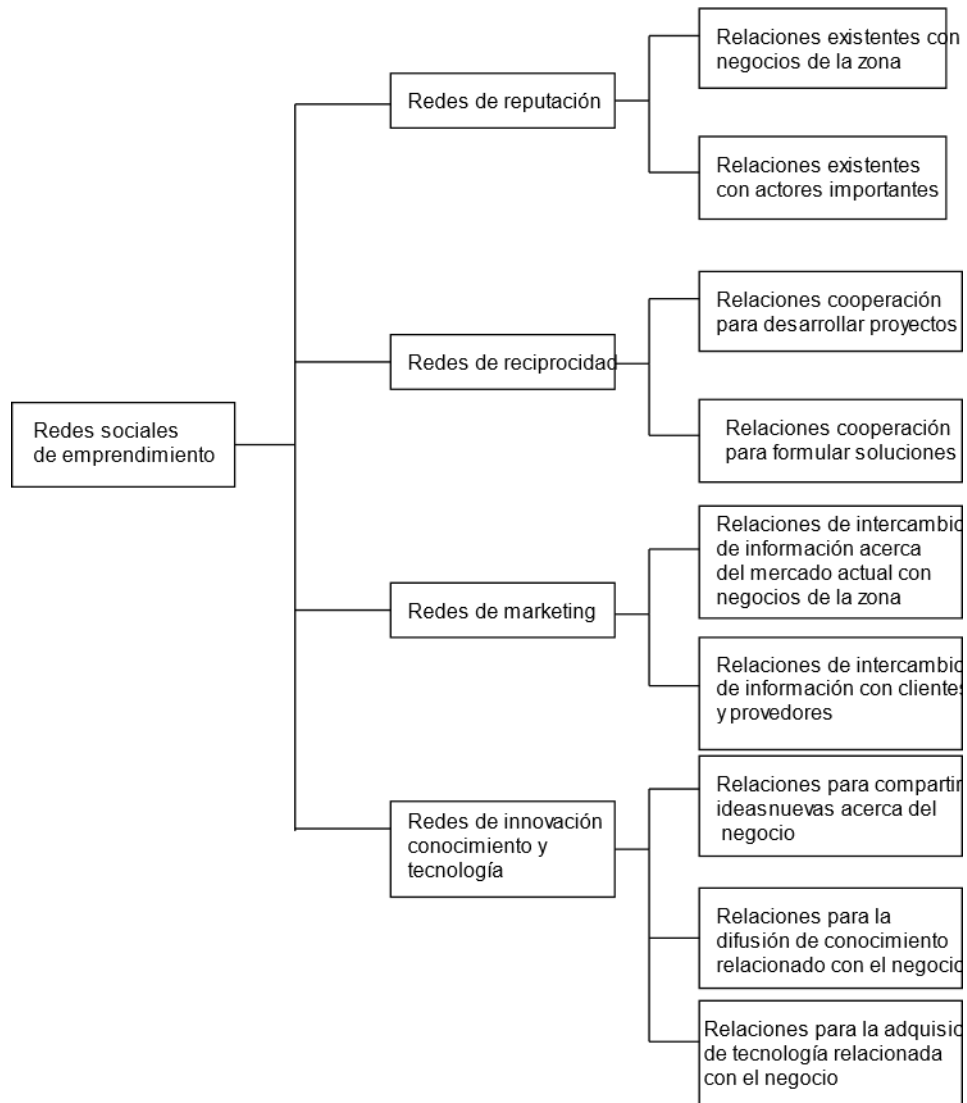 Redes sociales
de emprendimiento
Redes de reputación
Relaciones existentes con
negocios de la zona
Relaciones existentes
con actores importantes
Redes de reciprocidad
Relaciones cooperación
para desarrollar proyectos
Relaciones cooperación
para formular soluciones
Redes de marketing
Relaciones de intercambio
de información acerca
del mercado actual con
negocios de la zona
Relaciones de intercambio
de información con clientes
y provedores
Redes de innovación
conocimiento y
tecnología
Relaciones para compartir
ideasnuevas acerca del
negocio
Relaciones para la
difusión de conocimiento
relacionado con el negocio
Relaciones para la adquisic
de tecnología relacionada
con el negocio